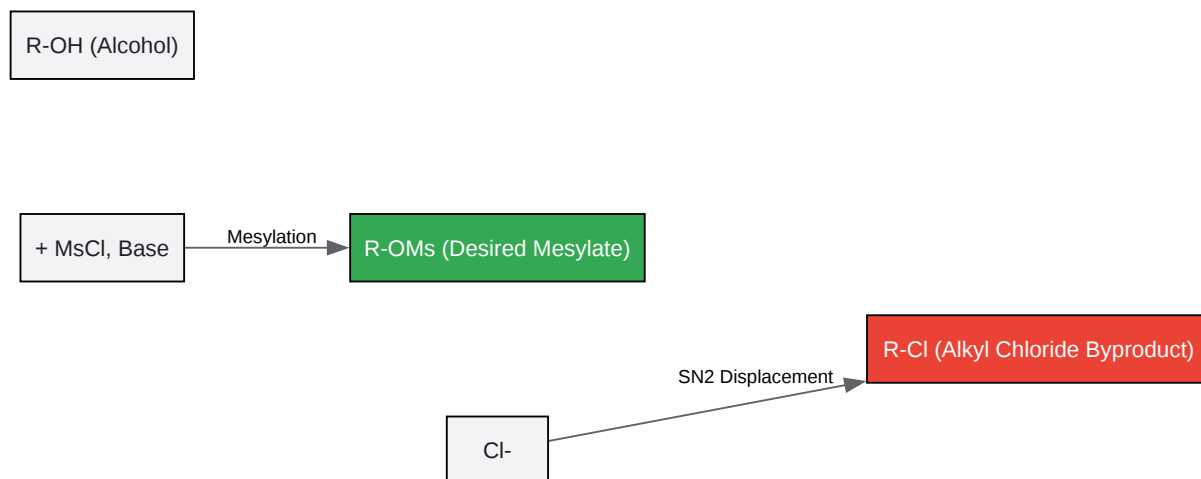 R-OH (Alcohol)
+ MsCl, Base
Mesylation
R-OMs (Desired Mesylate)
R-Cl (Alkyl Chloride Byproduct)
SN2 Displacement
Cl-